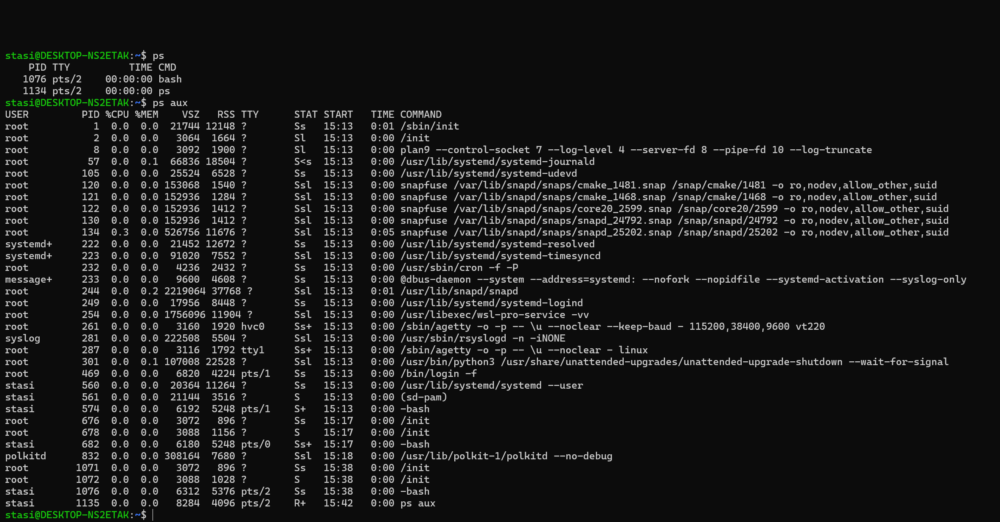 stasi@DESKTOP-NS2ETAK:~$ ps
    PID TTY          TIME CMD
   1076 pts/2    00:00:00 bash
   1134 pts/2    00:00:00 ps
stasi@DESKTOP-NS2ETAK:~$ ps aux
USER         PID %CPU %MEM    VSZ   RSS TTY      STAT START   TIME COMMAND
root           1  0.0  0.0  21744 12148 ?        Ss   15:13   0:01 /sbin/init
root           2  0.0  0.0   3064  1664 ?        Sl   15:13   0:00 /init
root           8  0.0  0.0   3092  1900 ?        Sl   15:13   0:00 plan9 --control-socket 7 --log-level 4 --server-fd 8 --pipe-fd 10 --log-truncate
root          57  0.0  0.1  66836 18504 ?        S<s  15:13   0:00 /usr/lib/systemd/systemd-journald
root         105  0.0  0.0  25524  6528 ?        Ss   15:13   0:00 /usr/lib/systemd/systemd-udevd
root         120  0.0  0.0 153068  1540 ?        Ssl  15:13   0:00 snapfuse /var/lib/snapd/snaps/cmake_1481.snap /snap/cmake/1481 -o ro,nodev,allow_other,suid
root         121  0.0  0.0 152936  1284 ?        Ssl  15:13   0:00 snapfuse /var/lib/snapd/snaps/cmake_1468.snap /snap/cmake/1468 -o ro,nodev,allow_other,suid
root         122  0.0  0.0 152936  1412 ?        Ssl  15:13   0:00 snapfuse /var/lib/snapd/snaps/core20_2599.snap /snap/core20/2599 -o ro,nodev,allow_other,suid
root         130  0.0  0.0 152936  1412 ?        Ssl  15:13   0:00 snapfuse /var/lib/snapd/snaps/snapd_24792.snap /snap/snapd/24792 -o ro,nodev,allow_other,suid
root         134  0.3  0.0 526756 11676 ?        Ssl  15:13   0:05 snapfuse /var/lib/snapd/snaps/snapd_25202.snap /snap/snapd/25202 -o ro,nodev,allow_other,suid
systemd+     222  0.0  0.0  21452 12672 ?        Ss   15:13   0:00 /usr/lib/systemd/systemd-resolved
systemd+     223  0.0  0.0  91020  7552 ?        Ssl  15:13   0:00 /usr/lib/systemd/systemd-timesyncd
root         232  0.0  0.0   4236  2432 ?        Ss   15:13   0:00 /usr/sbin/cron -f -P
message+     233  0.0  0.0   9600  4608 ?        Ss   15:13   0:00 @dbus-daemon --system --address=systemd: --nofork --nopidfile --systemd-activation --syslog-only
root         244  0.0  0.2 2219064 37768 ?       Ssl  15:13   0:01 /usr/lib/snapd/snapd
root         249  0.0  0.0  17956  8448 ?        Ss   15:13   0:00 /usr/lib/systemd/systemd-logind
root         254  0.0  0.0 1756096 11904 ?       Ssl  15:13   0:00 /usr/libexec/wsl-pro-service -vv
root         261  0.0  0.0   3160  1920 hvc0     Ss+  15:13   0:00 /sbin/agetty -o -p -- \u --noclear --keep-baud - 115200,38400,9600 vt220
syslog       281  0.0  0.0 222508  5504 ?        Ssl  15:13   0:00 /usr/sbin/rsyslogd -n -iNONE
root         287  0.0  0.0   3116  1792 tty1     Ss+  15:13   0:00 /sbin/agetty -o -p -- \u --noclear - linux
root         301  0.0  0.1 107008 22528 ?        Ssl  15:13   0:00 /usr/bin/python3 /usr/share/unattended-upgrades/unattended-upgrade-shutdown --wait-for-signal
root         469  0.0  0.0   6820  4224 pts/1    Ss   15:13   0:00 /bin/login -f
stasi        560  0.0  0.0  20364 11264 ?        Ss   15:13   0:00 /usr/lib/systemd/systemd --user
stasi        561  0.0  0.0  21144  3516 ?        S    15:13   0:00 (sd-pam)
stasi        574  0.0  0.0   6192  5248 pts/1    S+   15:13   0:00 -bash
root         676  0.0  0.0   3072   896 ?        Ss   15:17   0:00 /init
root         678  0.0  0.0   3088  1156 ?        S    15:17   0:00 /init
stasi        682  0.0  0.0   6180  5248 pts/0    Ss+  15:17   0:00 -bash
polkitd      832  0.0  0.0 308164  7680 ?        Ssl  15:18   0:00 /usr/lib/polkit-1/polkitd --no-debug
root        1071  0.0  0.0   3072   896 ?        Ss   15:38   0:00 /init
root        1072  0.0  0.0   3088  1028 ?        S    15:38   0:00 /init
stasi       1076  0.0  0.0   6312  5376 pts/2    Ss   15:38   0:00 -bash
stasi       1135  0.0  0.0   8284  4096 pts/2    R+   15:42   0:00 ps aux
stasi@DESKTOP-NS2ETAK:~$